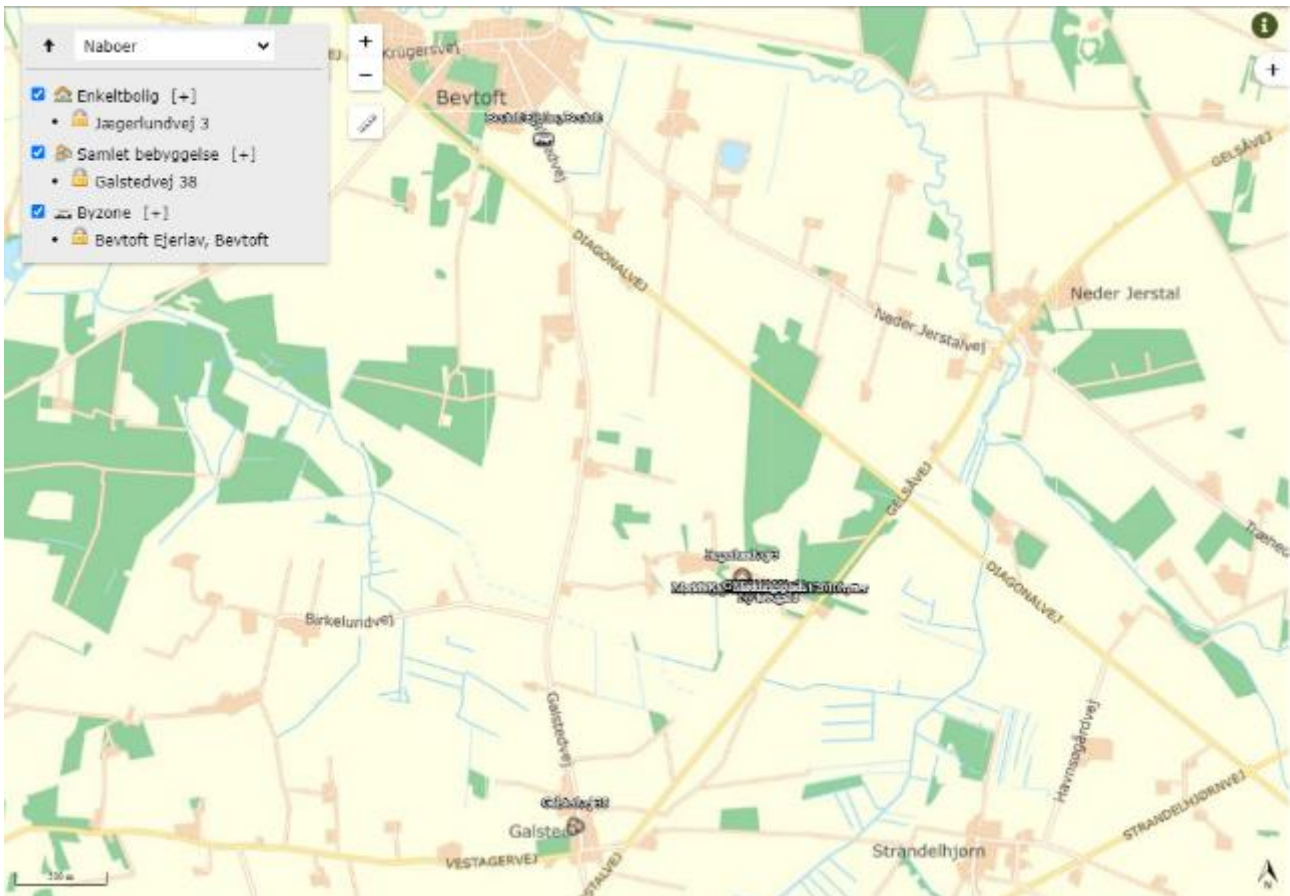 Naboer
Enkeltbolig [+]
Jægerlundvej 3
Samlet bebyggelse [+]
Galstedvej 38
Byzone [+]
Bevtoft Ejerlav, Bevtoft
+
−
i
+
Krügersvej
Bevtoft
GELSÅVEJ
DIAGONALVEJ
Neder Jerstal
Neder Jerstalvej
GELSÅVEJ
DIAGONALVEJ
Birkelundvej
Galstedvej
Havnsøgårdvej
Galsted
VESTAGERVEJ
Strandelhjørn
STRANDELHJØRNVEJ
N